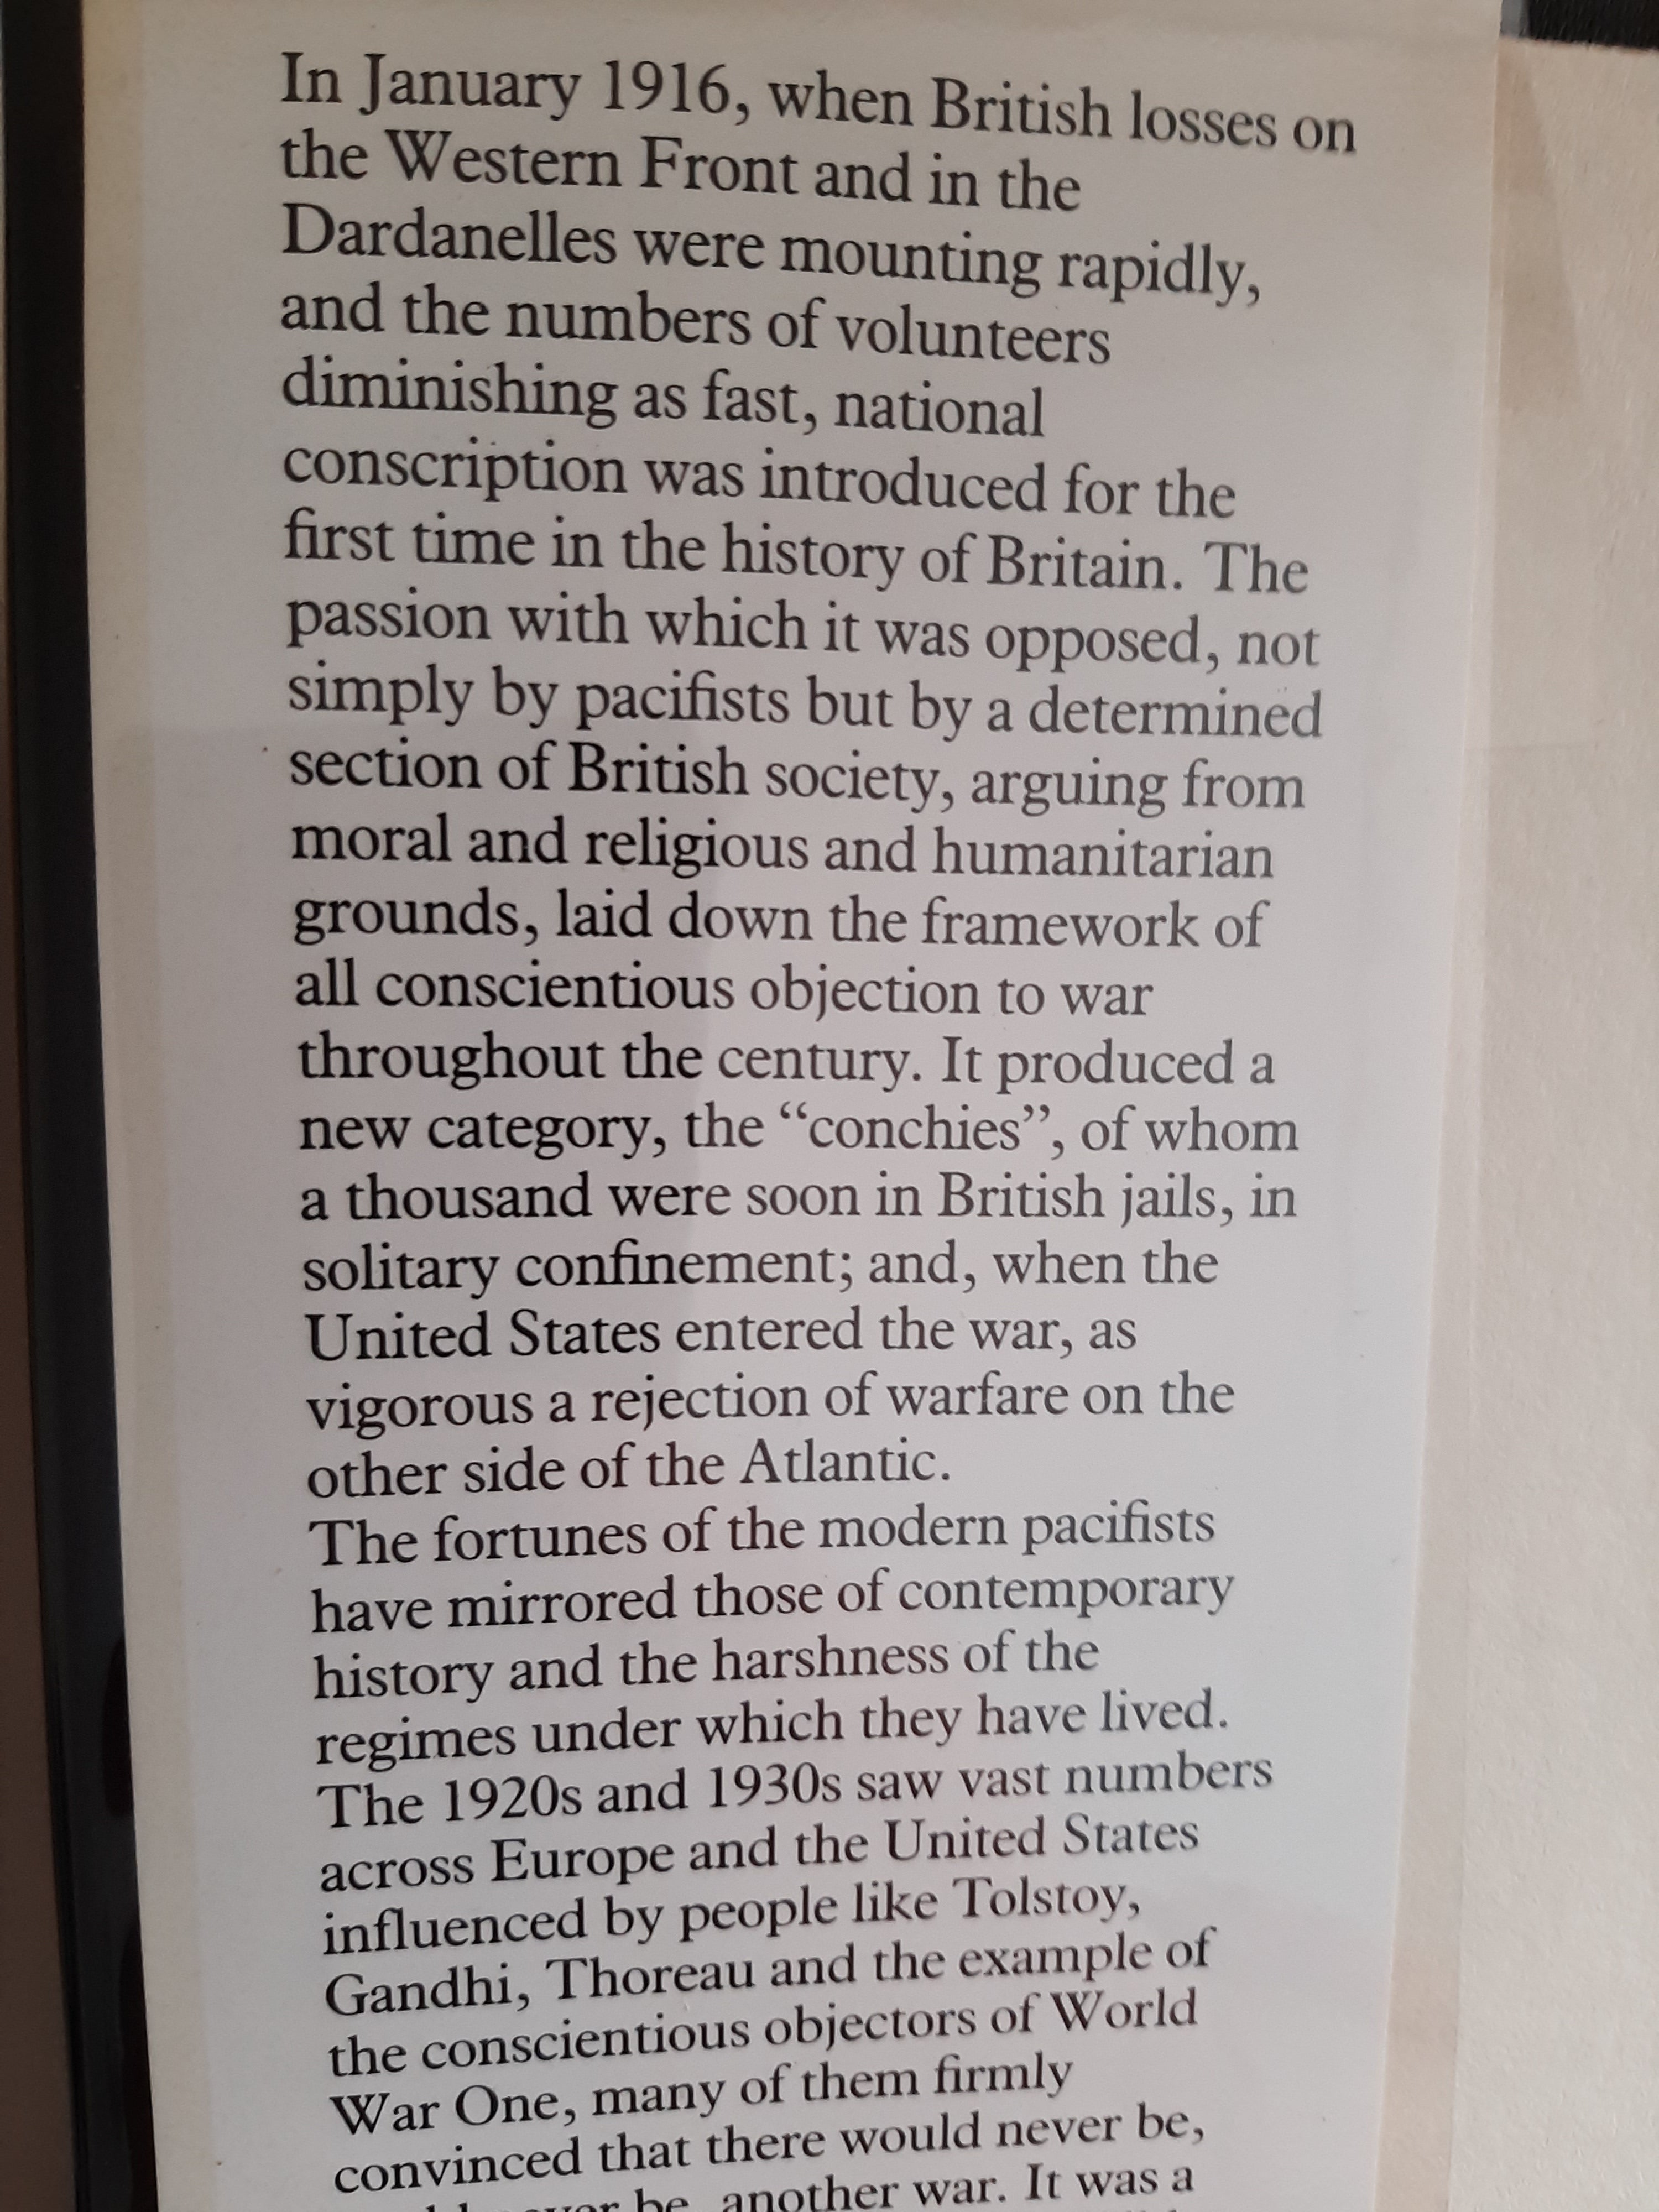 In January 1916, when British losses on
the Western Front and in the
Dardanelles were mounting rapidly,
and the numbers of volunteers
diminishing as fast, national
conscription was introduced for the
first time in the history of Britain. The
passion with which it was opposed, not
simply by pacifists but by a determined
section of British society, arguing from
moral and religious and humanitarian
grounds, laid down the framework of
all conscientious objection to war
throughout the century. It produced a
new category, the “conchies”, of whom
a thousand were soon in British jails, in
solitary confinement; and, when the
United States entered the war, as
vigorous a rejection of warfare on the
other side of the Atlantic.
The fortunes of the modern pacifists
have mirrored those of contemporary
history and the harshness of the
regimes under which they have lived.
The 1920s and 1930s saw vast numbers
across Europe and the United States
influenced by people like Tolstoy,
Gandhi, Thoreau and the example of
the conscientious objectors of World
War One, many of them firmly
convinced that there would never be,
be, another war. It was a